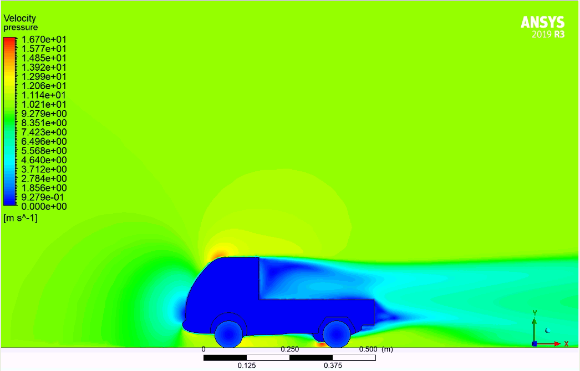 Velocity
pressure
ANSYS
2019 R3
1.670e+01
1.577e+01
1.485e+01
1.392e+01
1.299e+01
1.206e+01
1.114e+01
1.021e+01
9.279e+00
8.351e+00
7.423e+00
6.496e+00
5.568e+00
4.640e+00
3.712e+00
2.784e+00
1.856e+00
9.279e-01
0.000e+00
[m s^-1]
Y
X
0 0.250 0.500 (m)
0.125 0.375